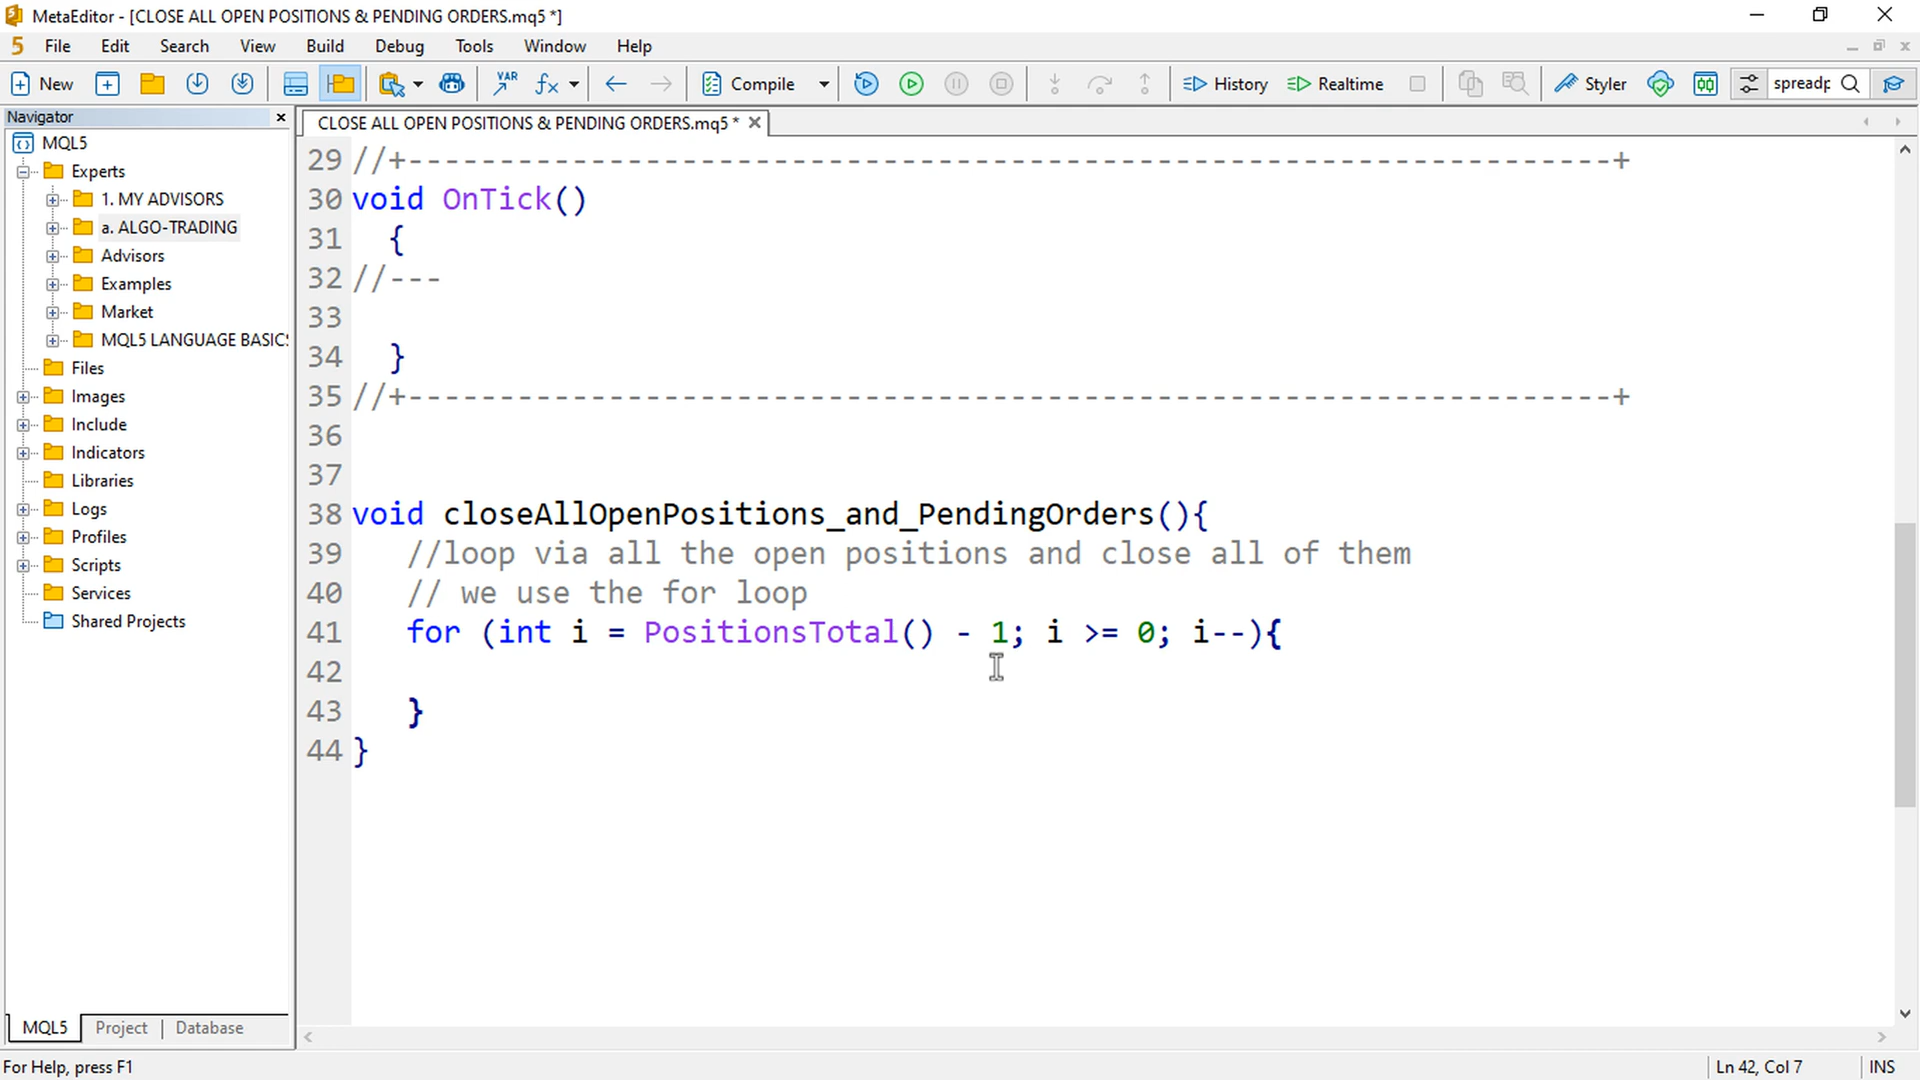 MetaEditor - [CLOSE ALL OPEN POSITIONS & PENDING ORDERS.mq5 *]
5 File Edit Search View Build Debug Tools Window Help
New VAR Compile History Realtime Styler spreadp
Navigator
CLOSE ALL OPEN POSITIONS & PENDING ORDERS.mq5 *
MQL5
Experts
1. MY ADVISORS
a. ALGO-TRADING
Advisors
Examples
Market
MQL5 LANGUAGE BASICS
Files
Images
Include
Indicators
Libraries
Logs
Profiles
Scripts
Services
Shared Projects
29 //+------------------------------------------------------------------+
30 void OnTick()
31 {
32 //---
33
34 }
35 //+------------------------------------------------------------------+
36
37
38 void closeAllOpenPositions_and_PendingOrders(){
39 //loop via all the open positions and close all of them
40 // we use the for loop
41 for (int i = PositionsTotal() - 1; i >= 0; i--){
42
43 }
44 }
MQL5 Project Database
For Help, press F1
Ln 42, Col 7 INS